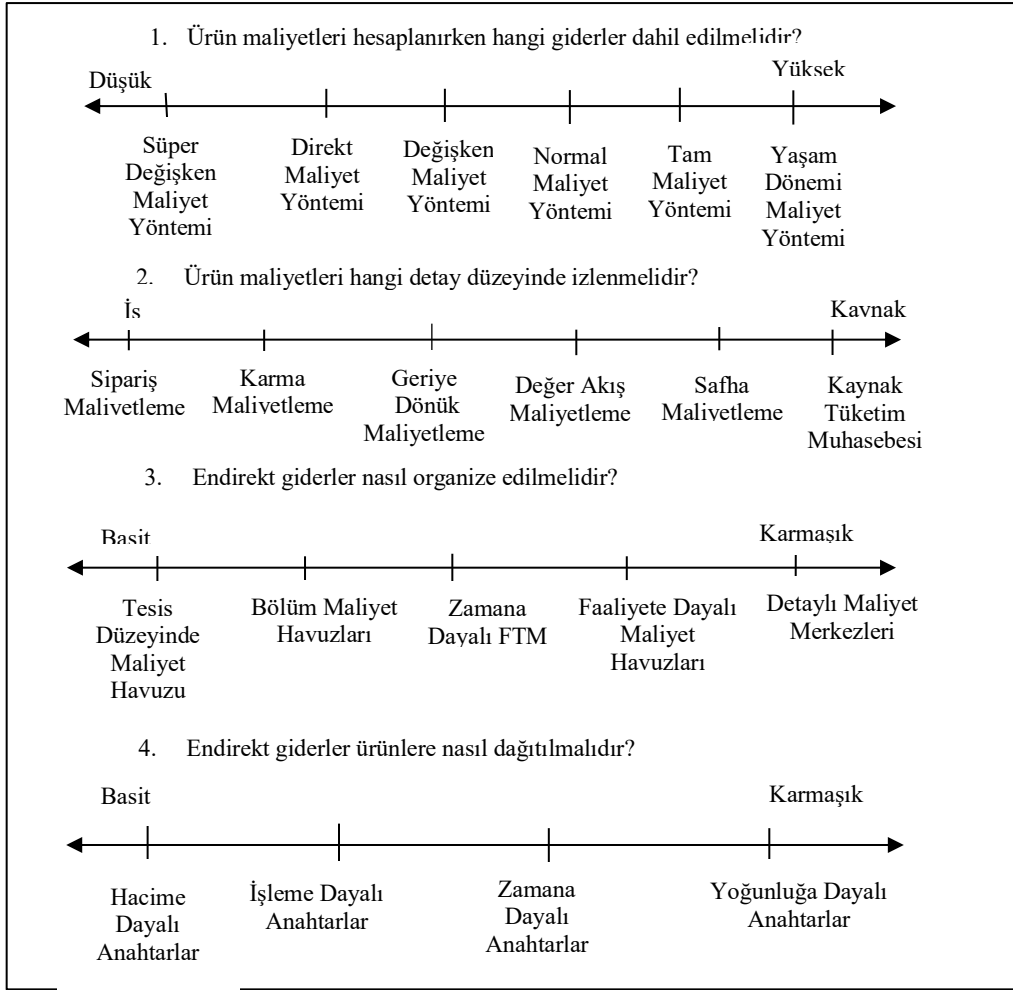 1. Ürün maliyetleri hesaplanırken hangi giderler dahil edilmelidir?
Düşük
Yüksek
Süper
Değişken
Maliyet
Yöntemi
Direkt
Maliyet
Yöntemi
Değişken
Maliyet
Yöntemi
Normal
Maliyet
Yöntemi
Tam
Maliyet
Yöntemi
Yaşam
Dönemi
Maliyet
Yöntemi
2. Ürün maliyetleri hangi detay düzeyinde izlenmelidir?
İş
Kaynak
Sipariş
Maliyetleme
Karma
Maliyetleme
Geriye
Dönük
Maliyetleme
Değer Akış
Maliyetleme
Safha
Maliyetleme
Kaynak
Tüketim
Muhasebesi
3. Endirekt giderler nasıl organize edilmelidir?
Basit
Karmaşık
Tesis
Düzeyinde
Maliyet
Havuzu
Bölüm Maliyet
Havuzları
Zamana
Dayalı FTM
Faaliyete Dayalı
Maliyet
Havuzları
Detaylı Maliyet
Merkezleri
4. Endirekt giderler ürünlere nasıl dağıtılmalıdır?
Basit
Karmaşık
Hacime
Dayalı
Anahtarlar
İşleme Dayalı
Anahtarlar
Zamana
Dayalı
Anahtarlar
Yoğunluğa Dayalı
Anahtarlar